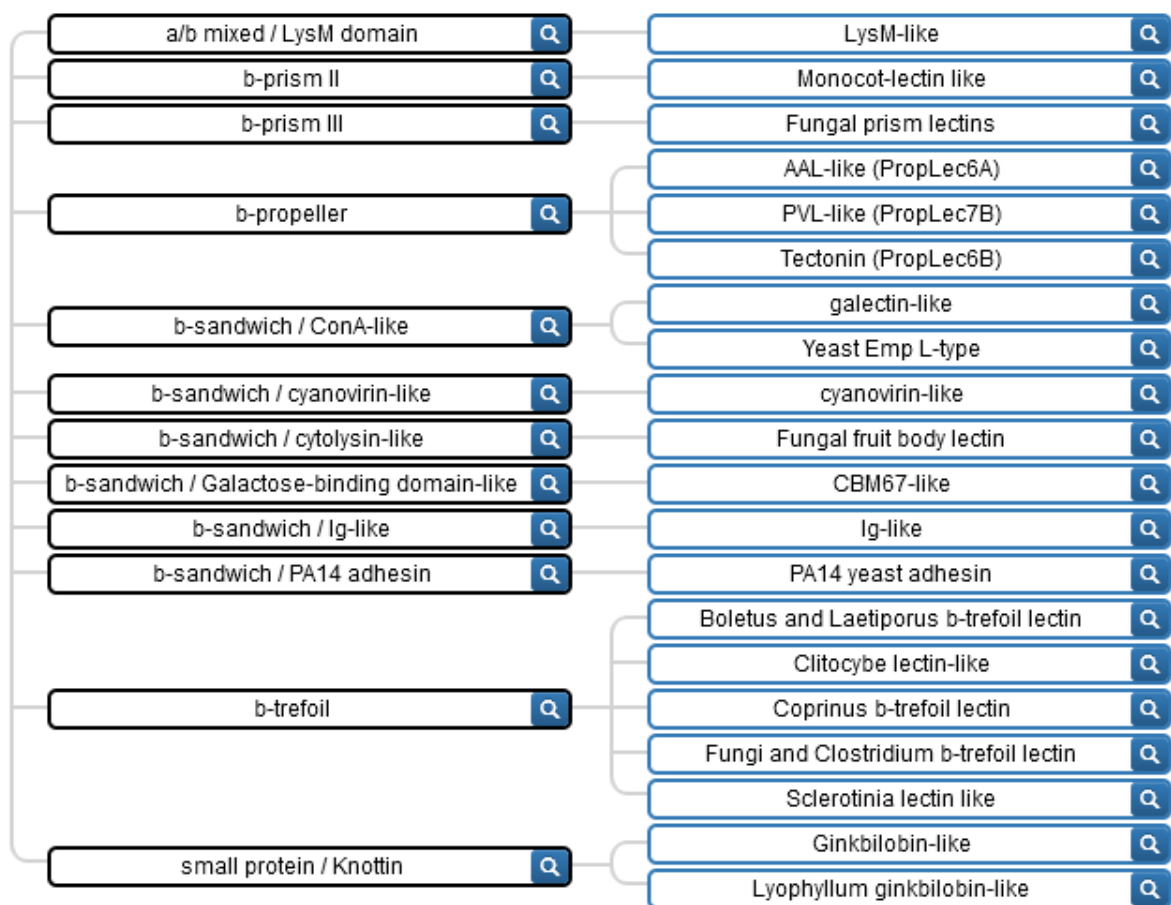 a/b mixed / LysM domain
LysM-like
b-prism II
Monocot-lectin like
b-prism III
Fungal prism lectins
b-propeller
AAL-like (PropLec6A)
PVL-like (PropLec7B)
Tectonin (PropLec6B)
b-sandwich / ConA-like
galectin-like
Yeast Emp L-type
b-sandwich / cyanovirin-like
cyanovirin-like
b-sandwich / cytolysin-like
Fungal fruit body lectin
b-sandwich / Galactose-binding domain-like
CBM67-like
b-sandwich / Ig-like
Ig-like
b-sandwich / PA14 adhesin
PA14 yeast adhesin
b-trefoil
Boletus and Laetiporus b-trefoil lectin
Clitocybe lectin-like
Coprinus b-trefoil lectin
Fungi and Clostridium b-trefoil lectin
Sclerotinia lectin like
small protein / Knottin
Ginkbilobin-like
Lyophyllum ginkbilobin-like